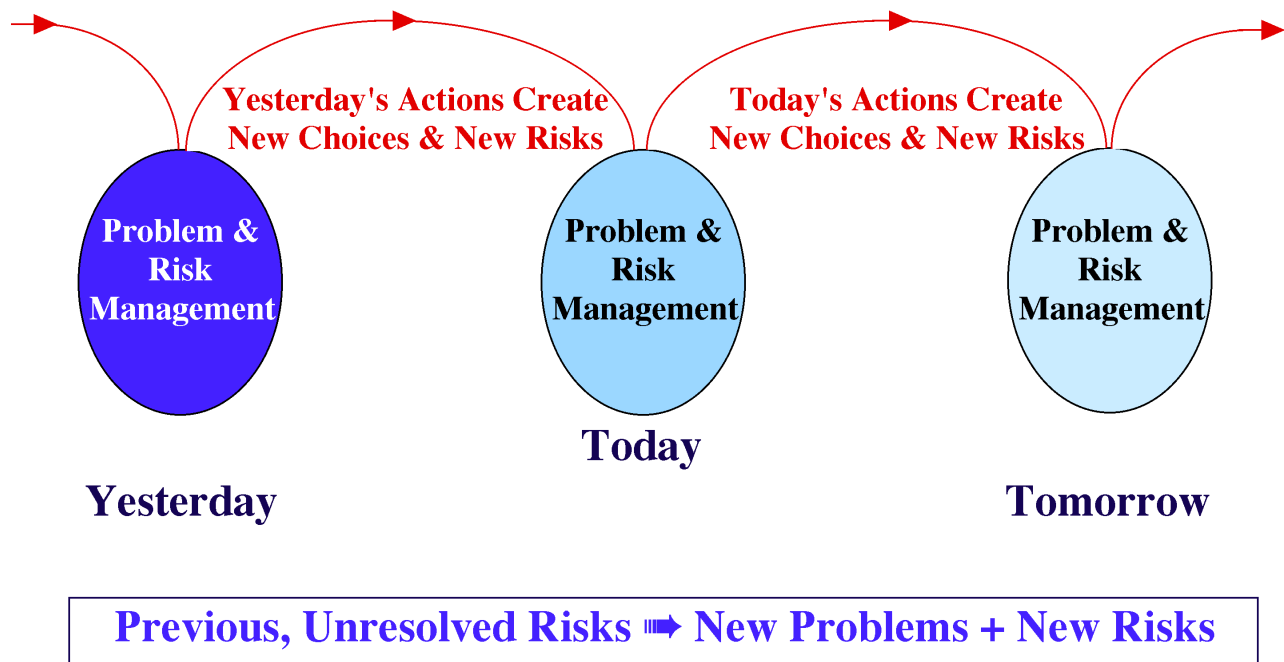 Yesterday's Actions Create
New Choices & New Risks
Today's Actions Create
New Choices & New Risks
Problem &
Risk
Management
Problem &
Risk
Management
Problem &
Risk
Management
Today
Yesterday
Tomorrow
Previous, Unresolved Risks ➠ New Problems + New Risks